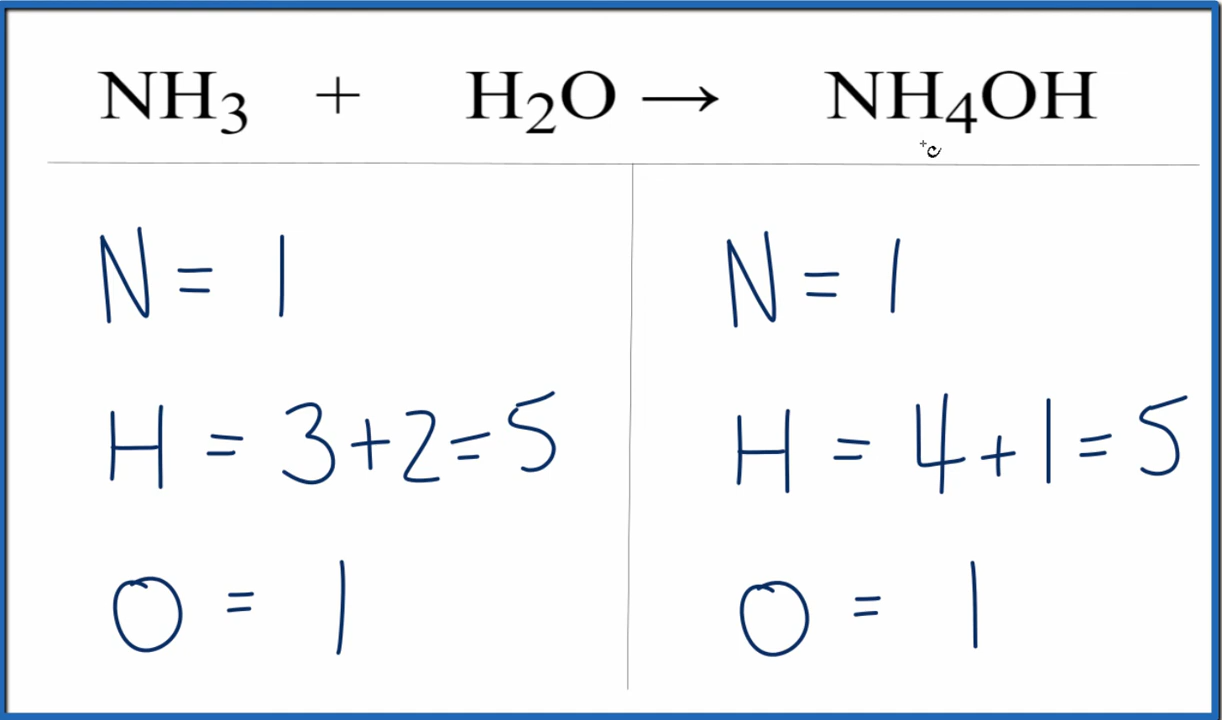 NH₃ + H₂O → NH₄OH
N = 1
N = 1
H = 3+2=5
H = 4+1=5
O = 1
O = 1